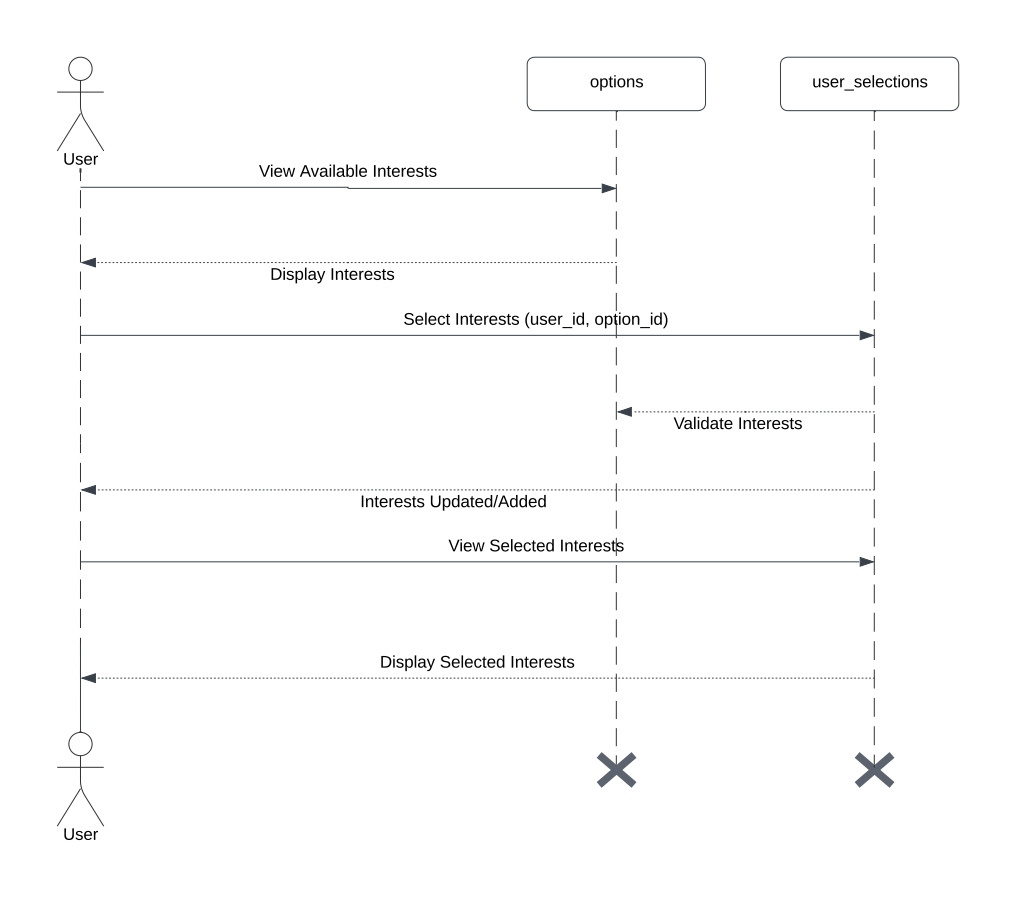 options
user_selections
User
View Available Interests
Display Interests
Select Interests (user_id, option_id)
Validate Interests
Interests Updated/Added
View Selected Interests
Display Selected Interests
User